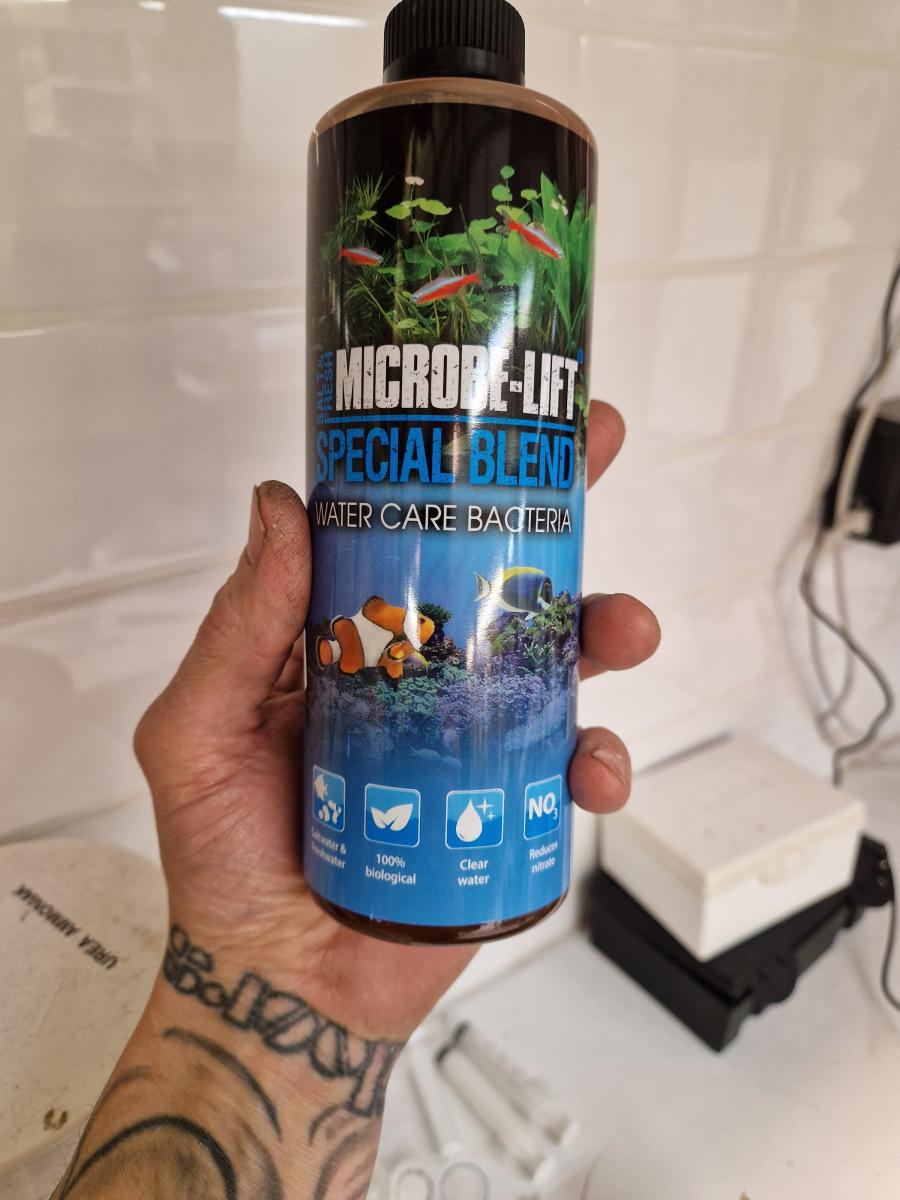 SALT&
FRESH
MICROBE-LIFT®
SPECIAL BLEND
WATER CARE BACTERIA
Saltwater &
Freshwater
100%
biological
Clear
water
NO3
Reduces
nitrate
UREA AMMONIAK